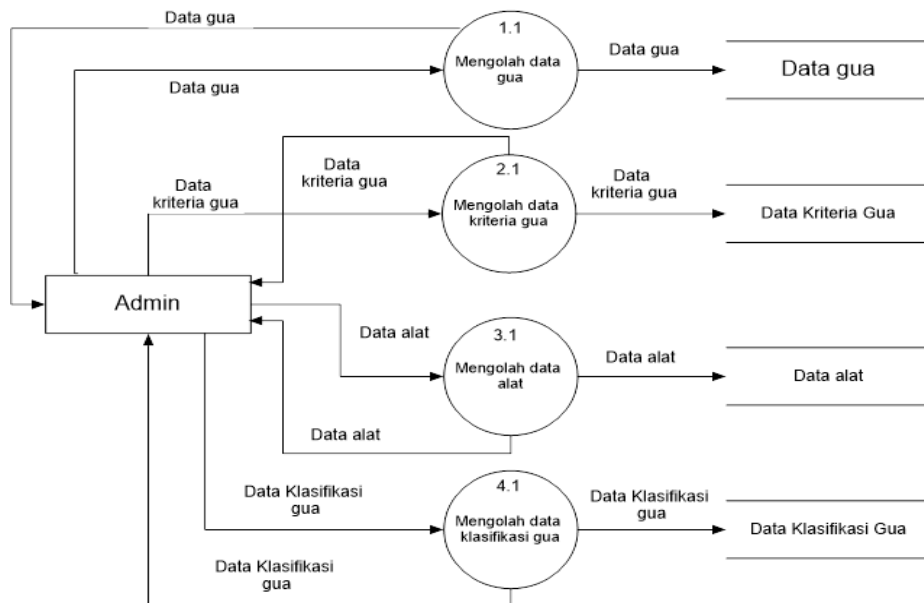 Data gua
1.1
Mengolah data
gua
Data gua
Data gua
Data gua
Data
kriteria gua
2.1
Mengolah data
kriteria gua
Data
kriteria gua
Data
kriteria gua
Data Kriteria Gua
Admin
Data alat
3.1
Mengolah data
alat
Data alat
Data alat
Data alat
Data Klasifikasi
gua
4.1
Mengolah data
klasifikasi gua
Data Klasifikasi
gua
Data Klasifikasi Gua
Data Klasifikasi
gua